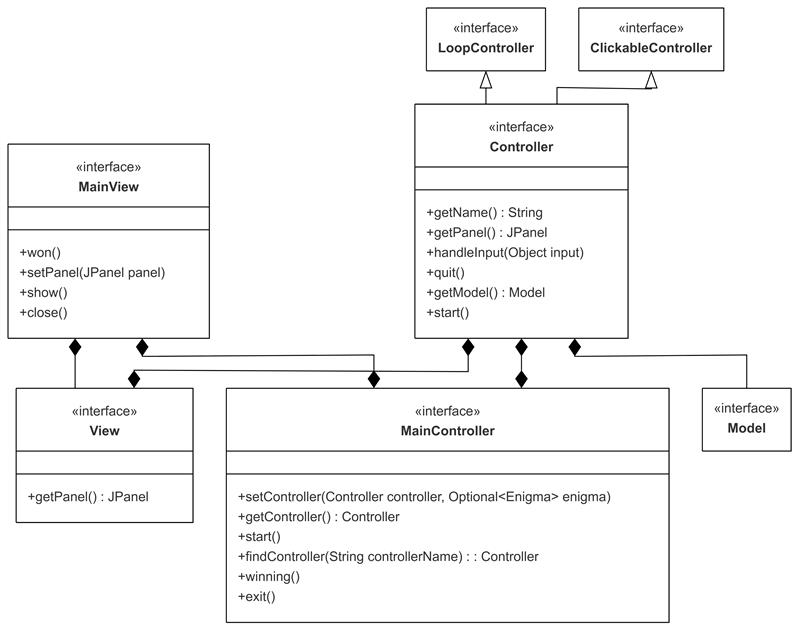 «interface»
LoopController
«interface»
ClickableController
«interface»
Controller
+getName() : String
+getPanel() : JPanel
+handleInput(Object input)
+quit()
+getModel() : Model
+start()
«interface»
MainView
+won()
+setPanel(JPanel panel)
+show()
+close()
«interface»
View
+getPanel() : JPanel
«interface»
MainController
+setController(Controller controller, Optional<Enigma> enigma)
+getController() : Controller
+start()
+findController(String controllerName) : : Controller
+winning()
+exit()
«interface»
Model